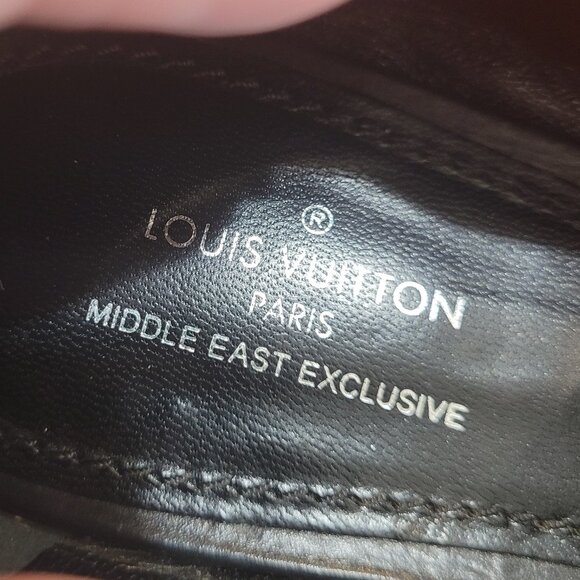 ®
LOUIS VUITTON
PARIS
MIDDLE EAST EXCLUSIVE